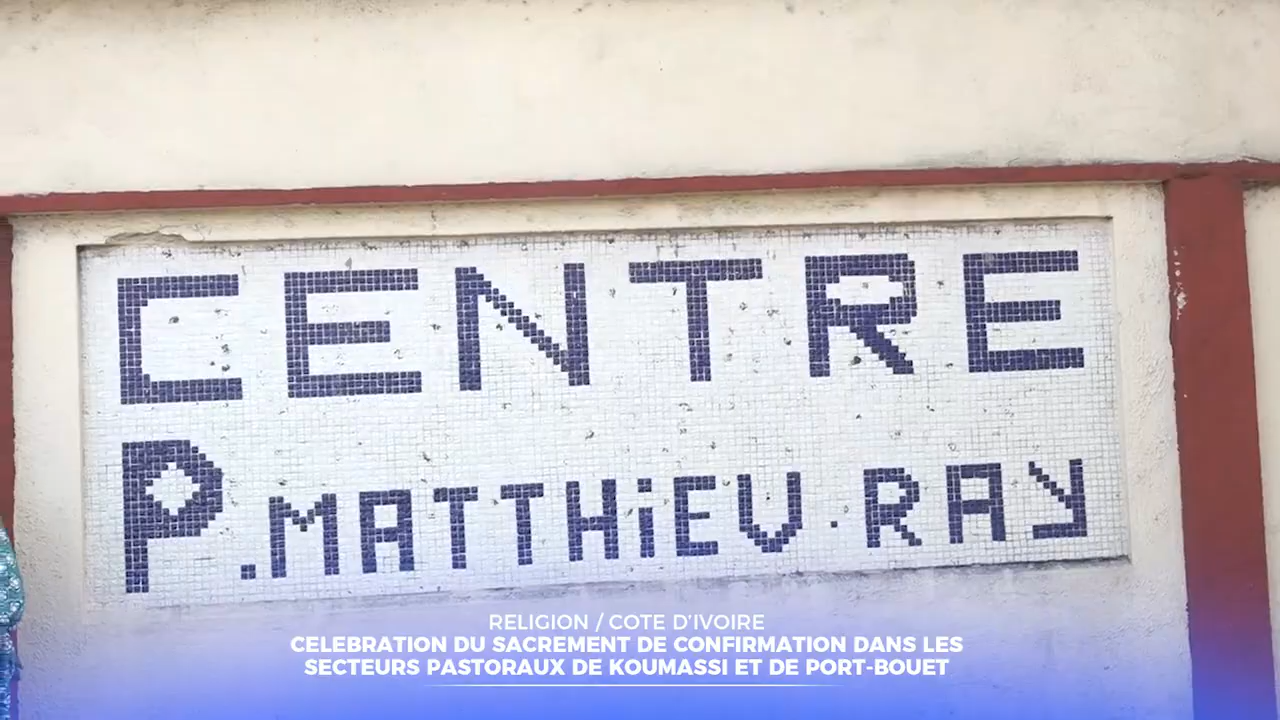 CENTRE
P.MATTHiEU.RAY
RELIGION / COTE D'IVOIRE
CELEBRATION DU SACREMENT DE CONFIRMATION DANS LES
SECTEURS PASTORAUX DE KOUMASSI ET DE PORT-BOUET